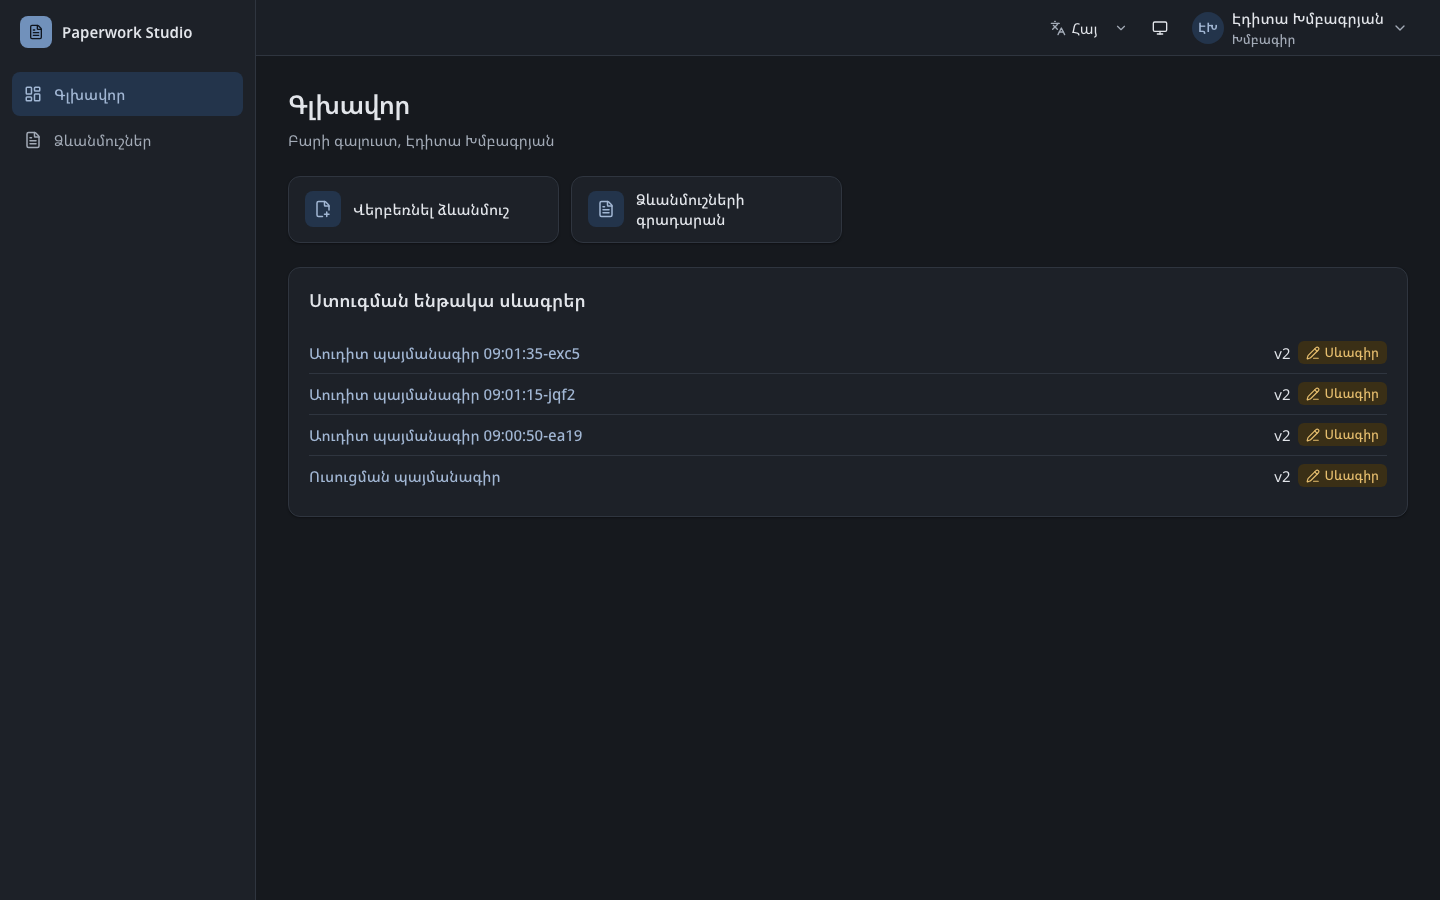 Paperwork Studio
Գլխավոր
Ձևանմուշներ
Հայ
ԷԽ
Էդիտա Խմբագրյան
Խմբագիր
Գլխավոր
Բարի գալուստ, Էդիտա Խմբագրյան
Վերբեռնել ձևանմուշ
Ձևանմուշների
գրադարան
Ստուգման ենթակա սևագրեր
Աուդիտ պայմանագիր 09:01:35-exc5 v2 Սևագիր
Աուդիտ պայմանագիր 09:01:15-jqf2 v2 Սևագիր
Աուդիտ պայմանագիր 09:00:50-ea19 v2 Սևագիր
Ուսուցման պայմանագիր v2 Սևագիր